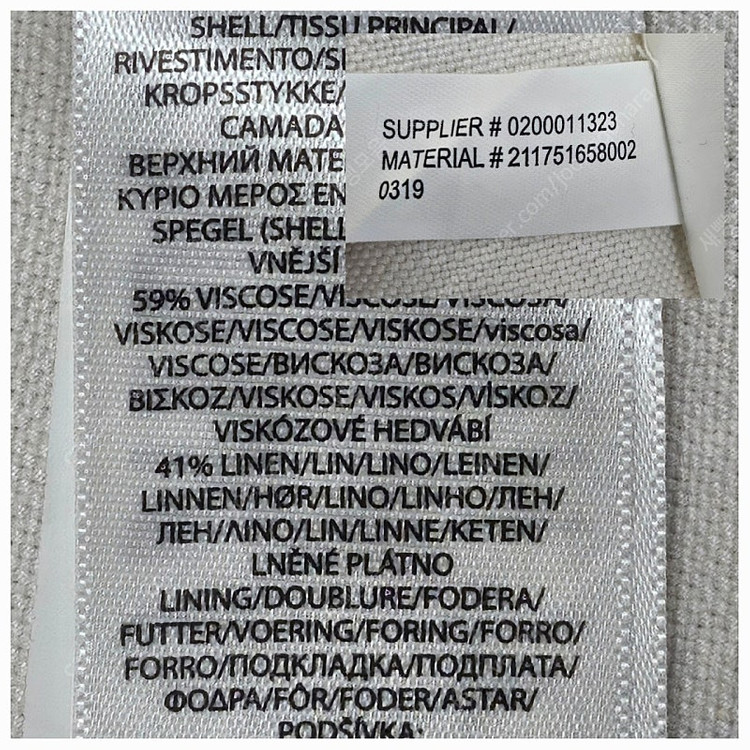 SHELL/TISSU PRINCIPAL/
RIVESTIMENTO/
KROPSSTYKKE/
CAMADA
ВЕРХНИЙ МАТЕ
ΚΥΡΙΟ ΜΕΡΟΣ ΕΝ
SPEGEL (SHELL
VNĚJŠÍ
59% VISCOSE/VISCOSE/VISCOSA/
VISKOSE/VISCOSE/VISKOSE/viscosa/
VISCOSE/ВИСКОЗА/ВИСКОЗА/
ΒΙΣΚΟΖ/VISKOSE/VISKOS/VİSKOZ/
VISKÓZOVÉ HEDVÁBÍ
41% LINEN/LIN/LINO/LEINEN/
LINNEN/HØR/LINO/LINHO/ЛЕН/
ЛЕН/ΛΙΝΟ/LIN/LINNE/KETEN/
LNĚNÉ PLÁTNO
LINING/DOUBLURE/FODERA/
FUTTER/VOERING/FORING/FORRO/
FORRO/ПОДКЛАДКА/ПОДПЛАТА/
ΦΟΔΡΑ/FÔR/FODER/ASTAR/
PODŠÍVKA:
SUPPLIER # 0200011323
MATERIAL # 211751658002
0319